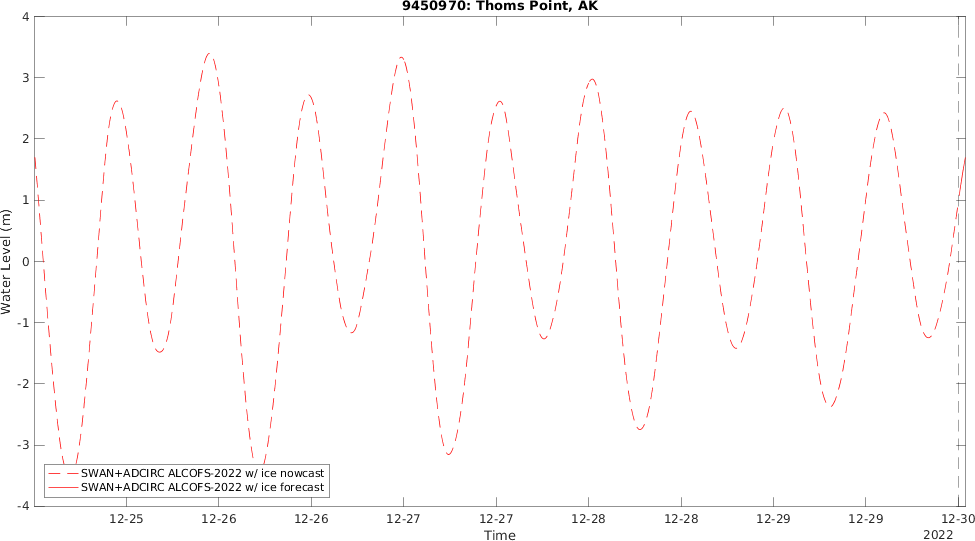 9450970: Thoms Point, AK
4
3
2
1
0
-1
-2
-3
-4
Water Level (m)
SWAN+ADCIRC ALCOFS-2022 w/ ice nowcast
SWAN+ADCIRC ALCOFS-2022 w/ ice forecast
12-25 12-26 12-26 12-27 12-27 12-28 12-28 12-29 12-29 12-30
Time
2022